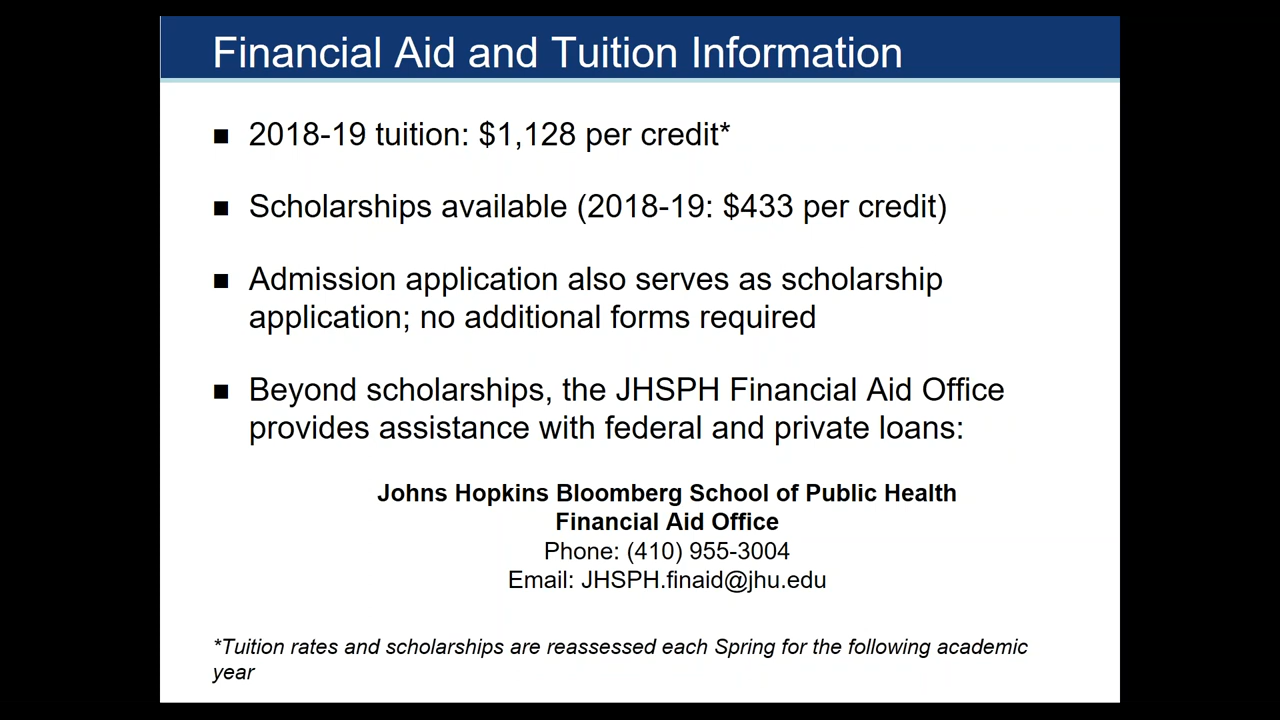 Financial Aid and Tuition Information
■ 2018-19 tuition: $1,128 per credit*
■ Scholarships available (2018-19: $433 per credit)
■ Admission application also serves as scholarship
application; no additional forms required
■ Beyond scholarships, the JHSPH Financial Aid Office
provides assistance with federal and private loans:
Johns Hopkins Bloomberg School of Public Health
Financial Aid Office
Phone: (410) 955-3004
Email: JHSPH.finaid@jhu.edu
*Tuition rates and scholarships are reassessed each Spring for the following academic
year